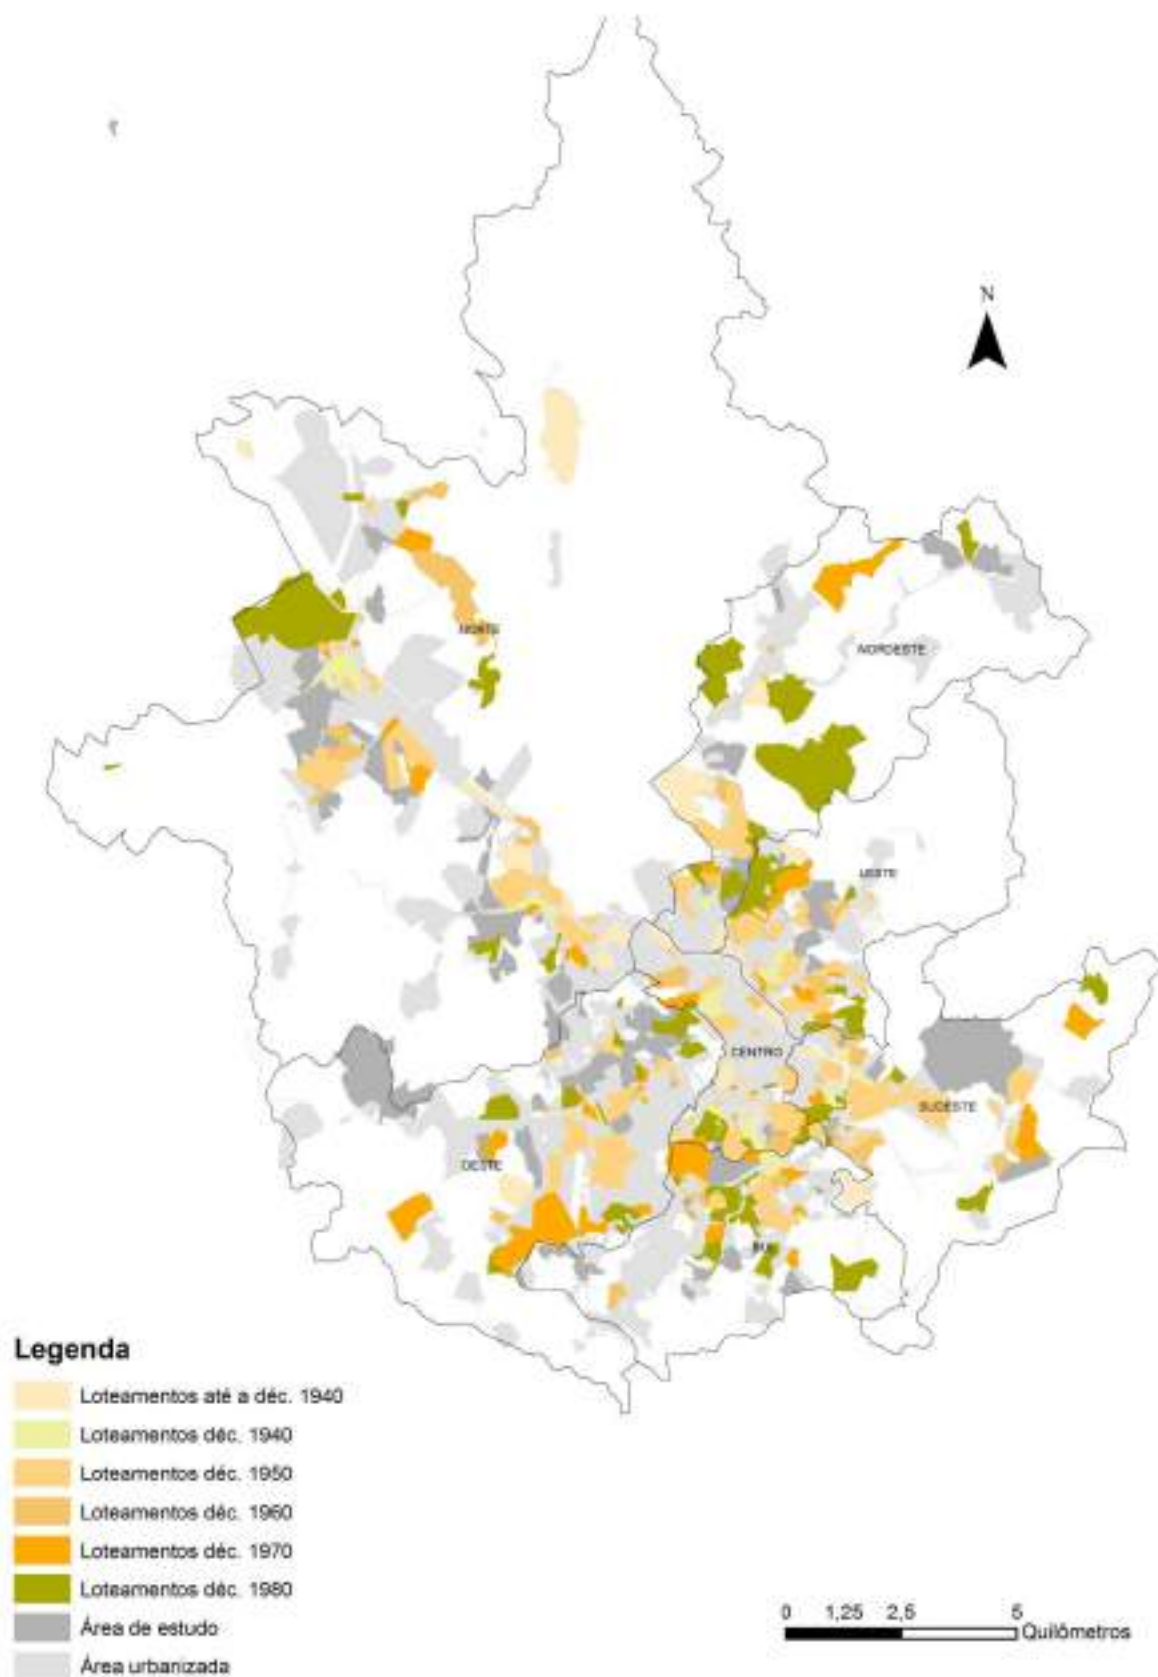 N
NORTE
NORDESTE
LESTE
CENTRO
SUDESTE
OESTE
SUL
Legenda
Loteamentos até a déc. 1940
Loteamentos déc. 1940
Loteamentos déc. 1950
Loteamentos déc. 1960
Loteamentos déc. 1970
Loteamentos déc. 1980
Área de estudo
Área urbanizada
0 1,25 2,5 5
Quilômetros